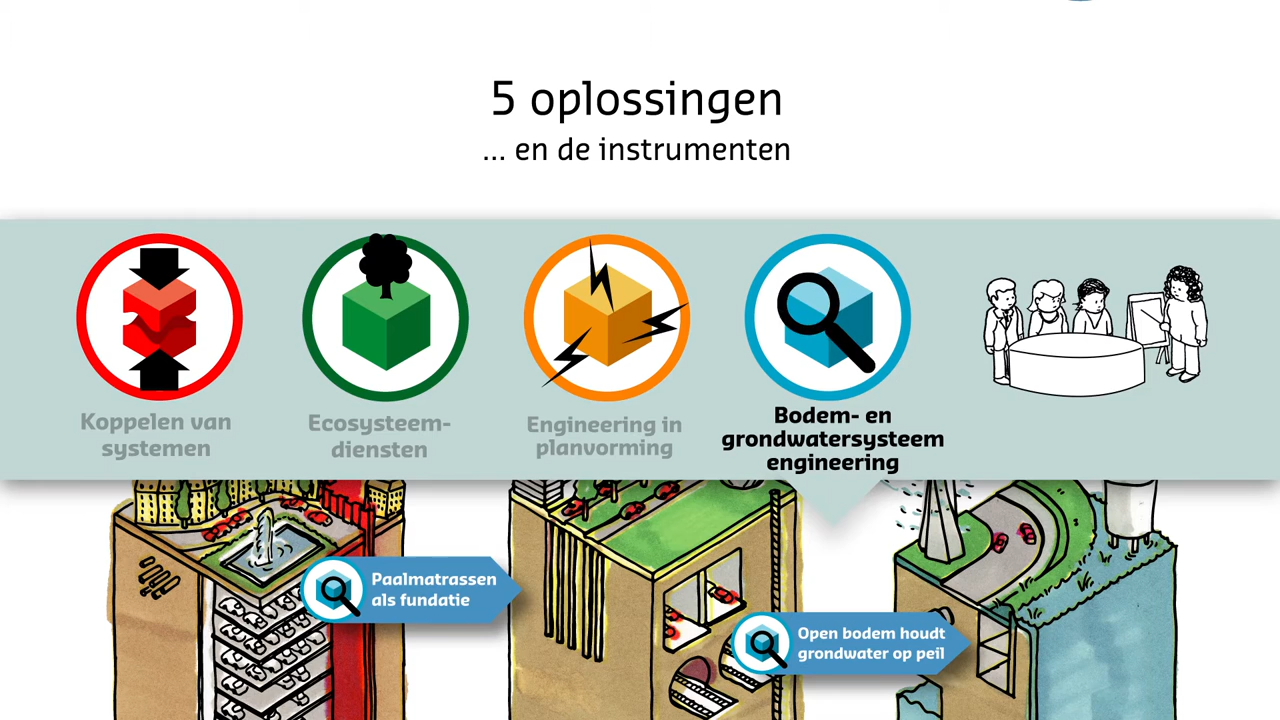 5 oplossingen
... en de instrumenten
Koppelen van
systemen
Ecosysteem-
diensten
Engineering in
planvorming
Bodem- en
grondwatersysteem
engineering
Paalmatrassen
als fundatie
Open bodem houdt
grondwater op peil